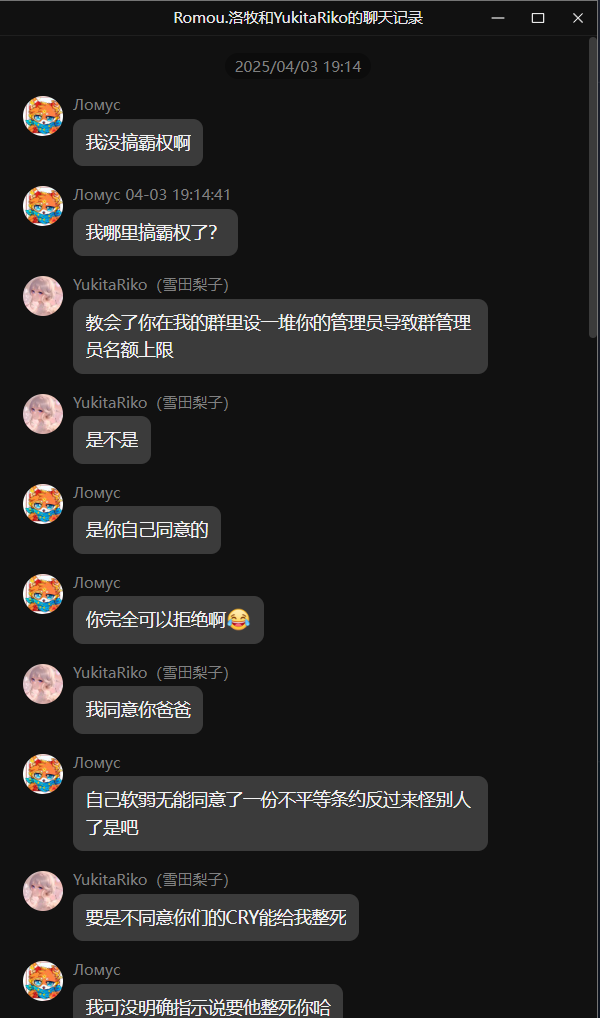 Romou.洛牧和YukitaRiko的聊天记录
2025/04/03 19:14
Ломус
我没搞霸权啊
Ломус 04-03 19:14:41
我哪里搞霸权了？
YukitaRiko（雪田梨子）
教会了你在我的群里设一堆你的管理员导致群管理
员名额上限
YukitaRiko（雪田梨子）
是不是
Ломус
是你自己同意的
Ломус
你完全可以拒绝啊😂
YukitaRiko（雪田梨子）
我同意你爸爸
Ломус
自己软弱无能同意了一份不平等条约反过来怪别人
了是吧
YukitaRiko（雪田梨子）
要是不同意你们的CRY能给我整死
Ломус
我可没明确指示说要他整死你哈